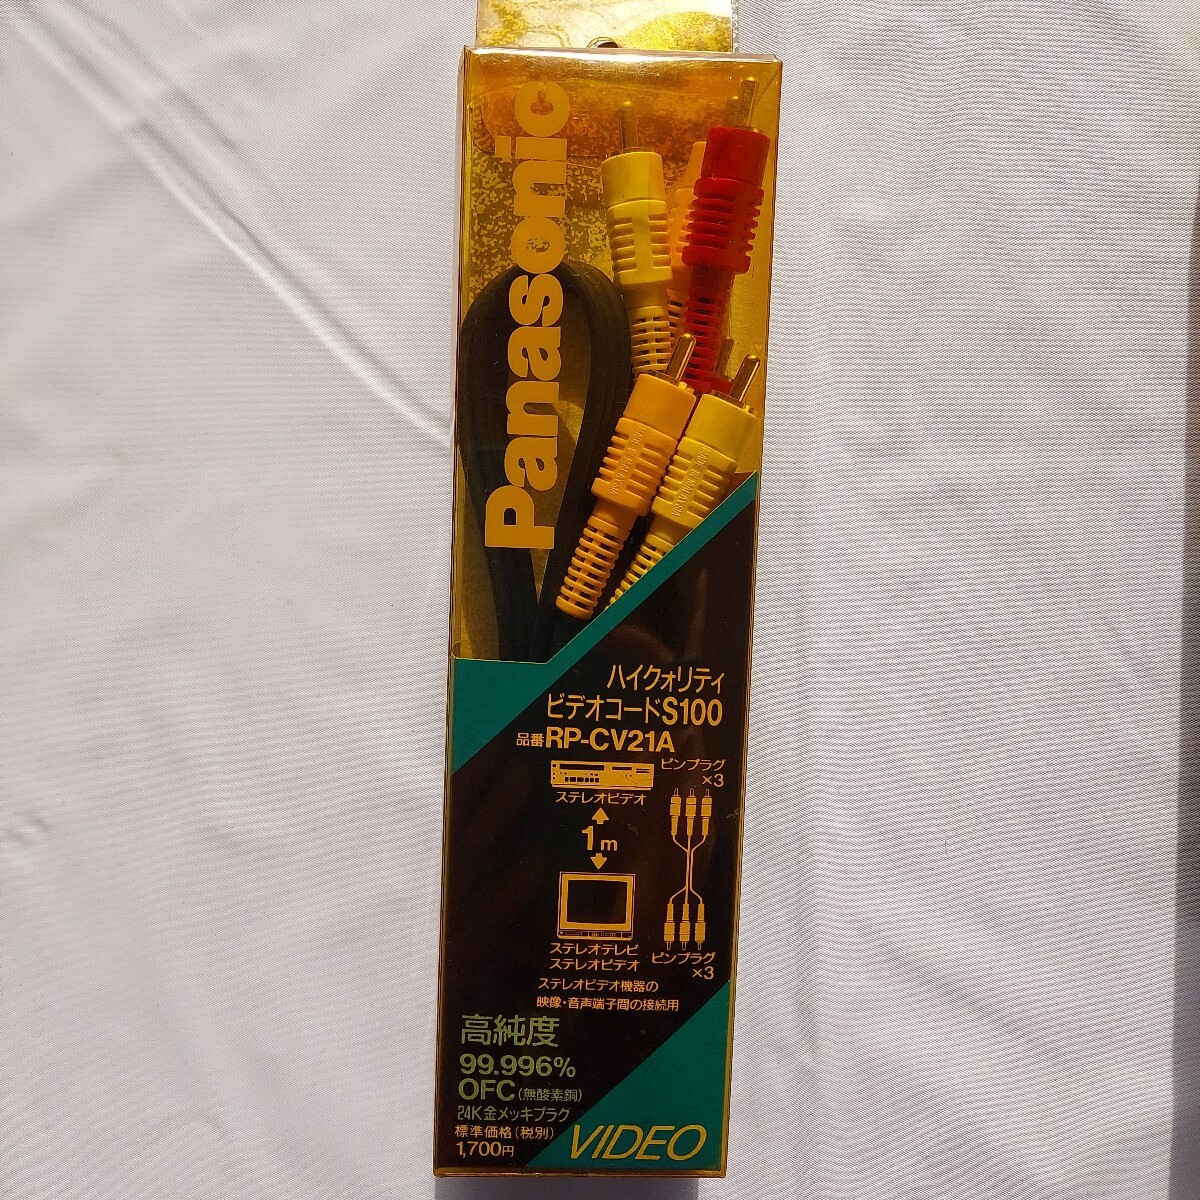 Panasonic
ハイクォリティ
ビデオコードS100
品番 RP-CV21A
ピンプラグ
×3
ステレオビデオ
1m
ステレオテレビ
ステレオビデオ
ピンプラグ
×3
ステレオビデオ機器の
映像・音声端子間の接続用
高純度
99.996%
OFC(無酸素銅)
24K金メッキプラグ
標準価格(税別)
1,700円
VIDEO